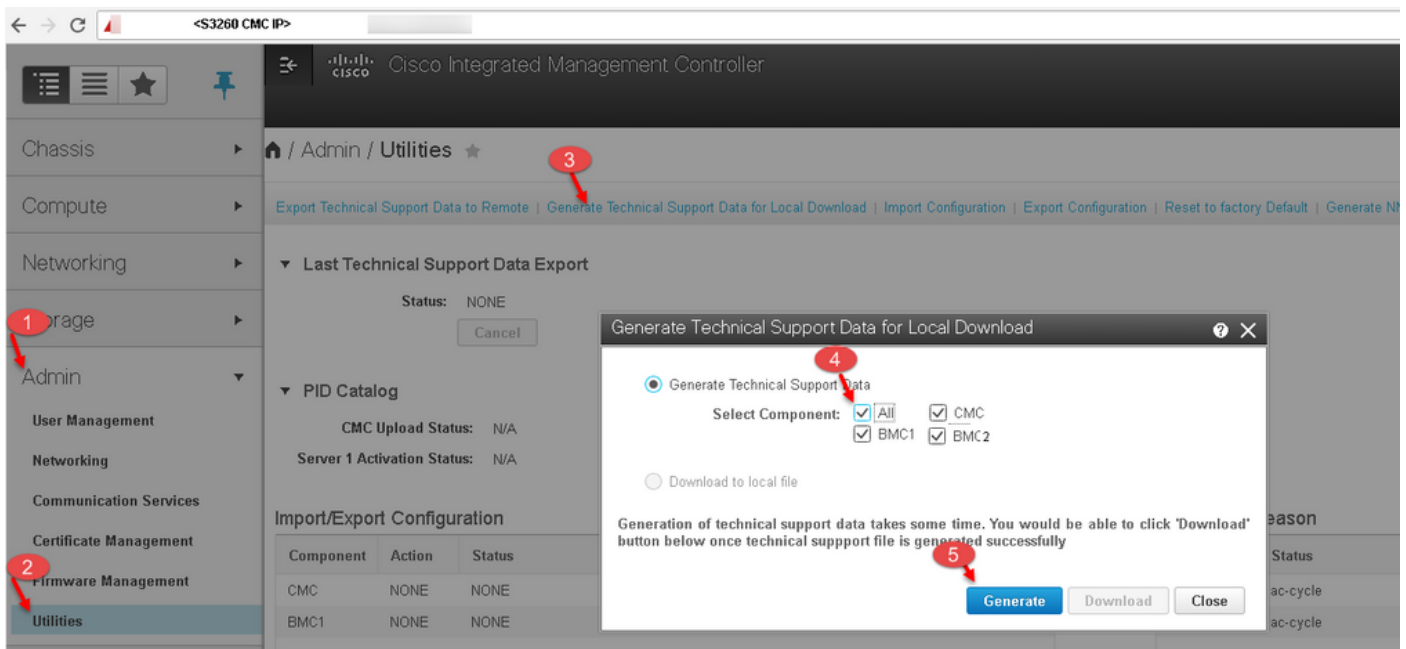 <S3260 CMC IP>
cisco Cisco Integrated Management Controller
Chassis
Compute
Networking
Storage
Admin
User Management
Networking
Communication Services
Certificate Management
Firmware Management
Utilities
/ Admin / Utilities
Export Technical Support Data to Remote | Generate Technical Support Data for Local Download | Import Configuration | Export Configuration | Reset to factory Default | Generate
Last Technical Support Data Export
Status: NONE
Cancel
PID Catalog
CMC Upload Status: N/A
Server 1 Activation Status: N/A
Import/Export Configuration
Component Action Status
CMC NONE NONE
BMC1 NONE NONE
eason
Status
ac-cycle
ac-cycle
Generate Technical Support Data for Local Download
Generate Technical Support Data
Select Component: All CMC
BMC1 BMC2
Download to local file
Generation of technical support data takes some time. You would be able to click 'Download'
button below once technical suppport file is generated successfully
Generate Download Close
1
2
3
4
5